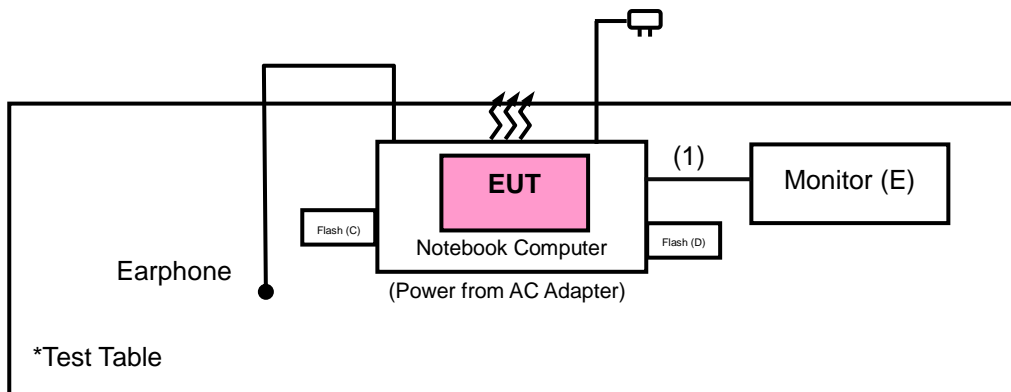 (1)
Monitor (E)
EUT
Flash (C)
Flash (D)
Notebook Computer
Earphone
(Power from AC Adapter)
*Test Table